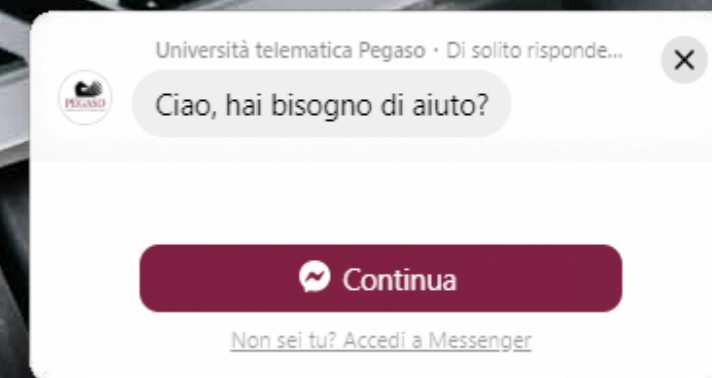 Università telematica Pegaso · Di solito risponde...
PEGASO
Ciao, hai bisogno di aiuto?
Continua
Non sei tu? Accedi a Messenger